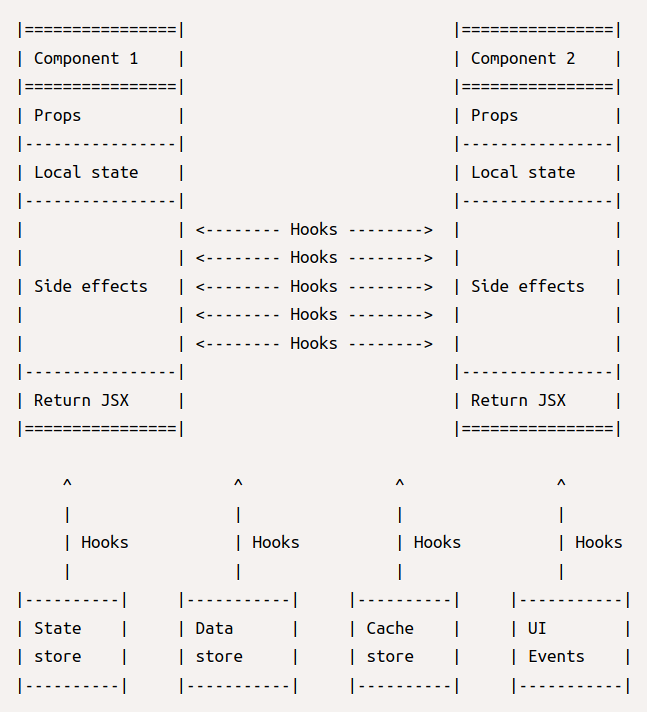 |================|                            |================|
| Component 1    |                            | Component 2    |
|================|                            |================|
| Props          |                            | Props          |
|----------------|                            |----------------|
| Local state    |                            | Local state    |
|----------------|                            |----------------|
|                | <-------- Hooks -------->  |                |
|                | <-------- Hooks -------->  |                |
| Side effects   | <-------- Hooks -------->  | Side effects   |
|                | <-------- Hooks -------->  |                |
|                | <-------- Hooks -------->  |                |
|----------------|                            |----------------|
| Return JSX     |                            | Return JSX     |
|================|                            |================|

     ^                 ^                ^                ^
     |                 |                |                |
     | Hooks           | Hooks          | Hooks          | Hooks
     |                 |                |                |
|----------|     |-----------|     |----------|     |-----------|
| State    |     | Data      |     | Cache    |     | UI        |
| store    |     | store     |     | store    |     | Events    |
|----------|     |-----------|     |----------|     |-----------|